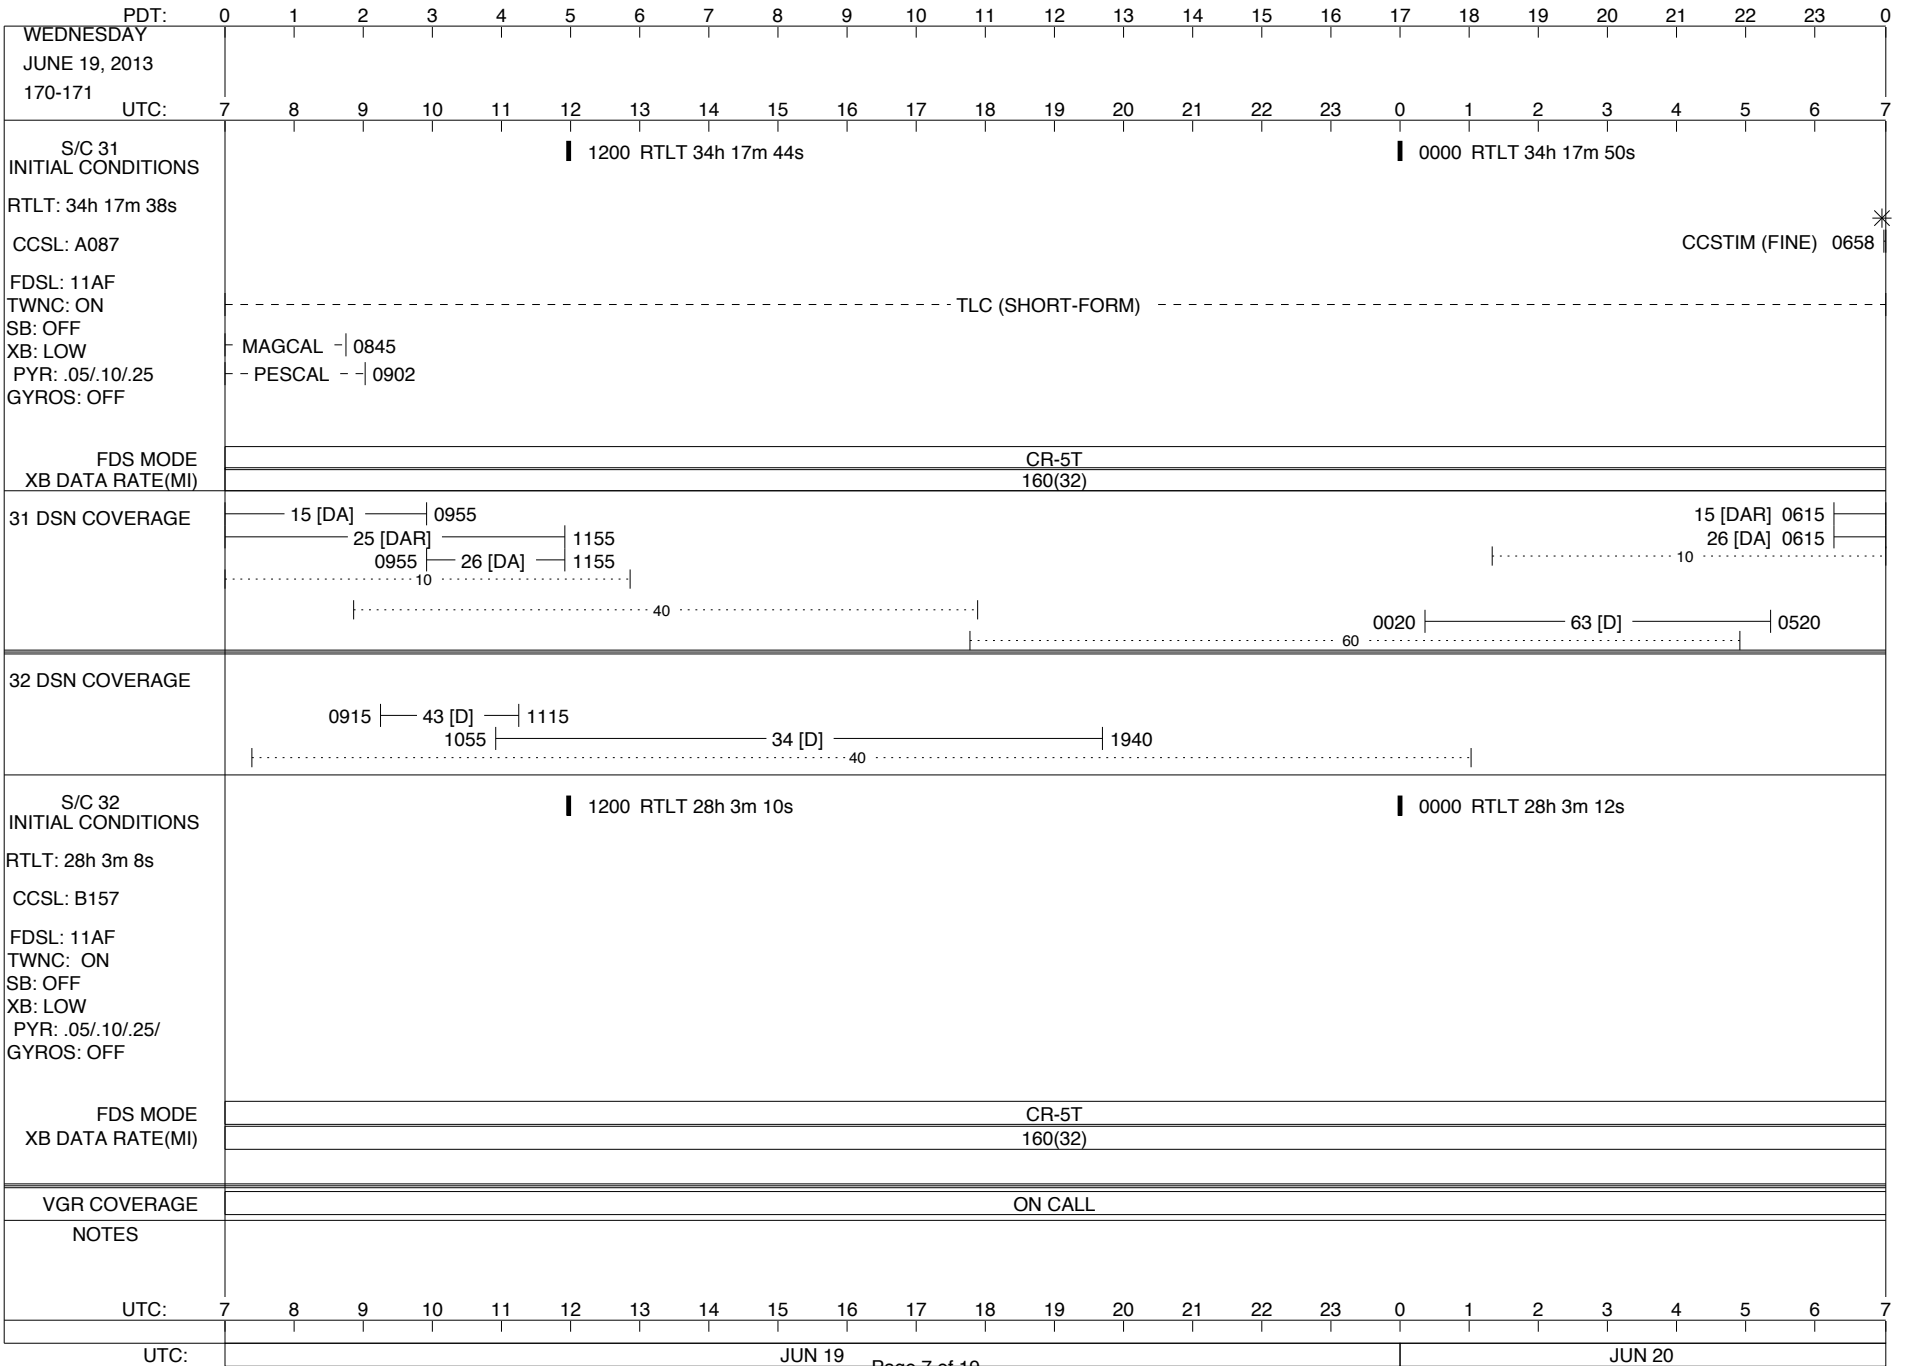 PDT: 0 1 2 3 4 5 6 7 8 9 10 11 12 13 14 15 16 17 18 19 20 21 22 23 0
WEDNESDAY
JUNE 19, 2013
170-171
UTC: 7 8 9 10 11 12 13 14 15 16 17 18 19 20 21 22 23 0 1 2 3 4 5 6 7
S/C 31
INITIAL CONDITIONS
1200 RTLT 34h 17m 44s
0000 RTLT 34h 17m 50s
RTLT: 34h 17m 38s
CCSL: A087
CCSTIM (FINE) 0658
FDSL: 11AF
TWNC: ON
TLC (SHORT-FORM)
SB: OFF
XB: LOW
MAGCAL 0845
PYR: .05/.10/.25
PESCAL 0902
GYROS: OFF
FDS MODE CR-5T
XB DATA RATE(MI) 160(32)
31 DSN COVERAGE
15 [DA] 0955
15 [DAR] 0615
25 [DAR] 1155
26 [DA] 0615
0955 26 [DA] 1155
10
10
40
0020 63 [D] 0520
60
32 DSN COVERAGE
0915 43 [D] 1115
1055 34 [D] 1940
40
S/C 32
INITIAL CONDITIONS
1200 RTLT 28h 3m 10s
0000 RTLT 28h 3m 12s
RTLT: 28h 3m 8s
CCSL: B157
FDSL: 11AF
TWNC: ON
SB: OFF
XB: LOW
PYR: .05/.10/.25/
GYROS: OFF
FDS MODE CR-5T
XB DATA RATE(MI) 160(32)
VGR COVERAGE ON CALL
NOTES
UTC: 7 8 9 10 11 12 13 14 15 16 17 18 19 20 21 22 23 0 1 2 3 4 5 6 7
UTC: JUN 19 JUN 20
Page 7 of 10